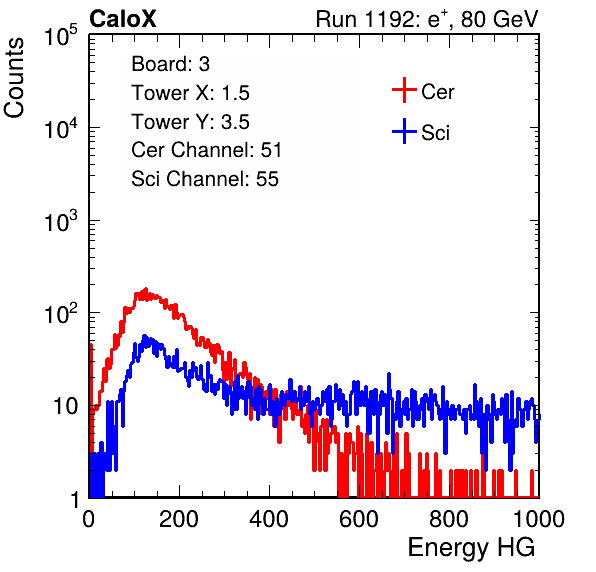 CaloX Run 1192: e⁺, 80 GeV
Counts
Board: 3
Tower X: 1.5
Tower Y: 3.5
Cer Channel: 51
Sci Channel: 55
Cer
Sci
10⁵
10⁴
10³
10²
10
1
0 200 400 600 800 1000
Energy HG